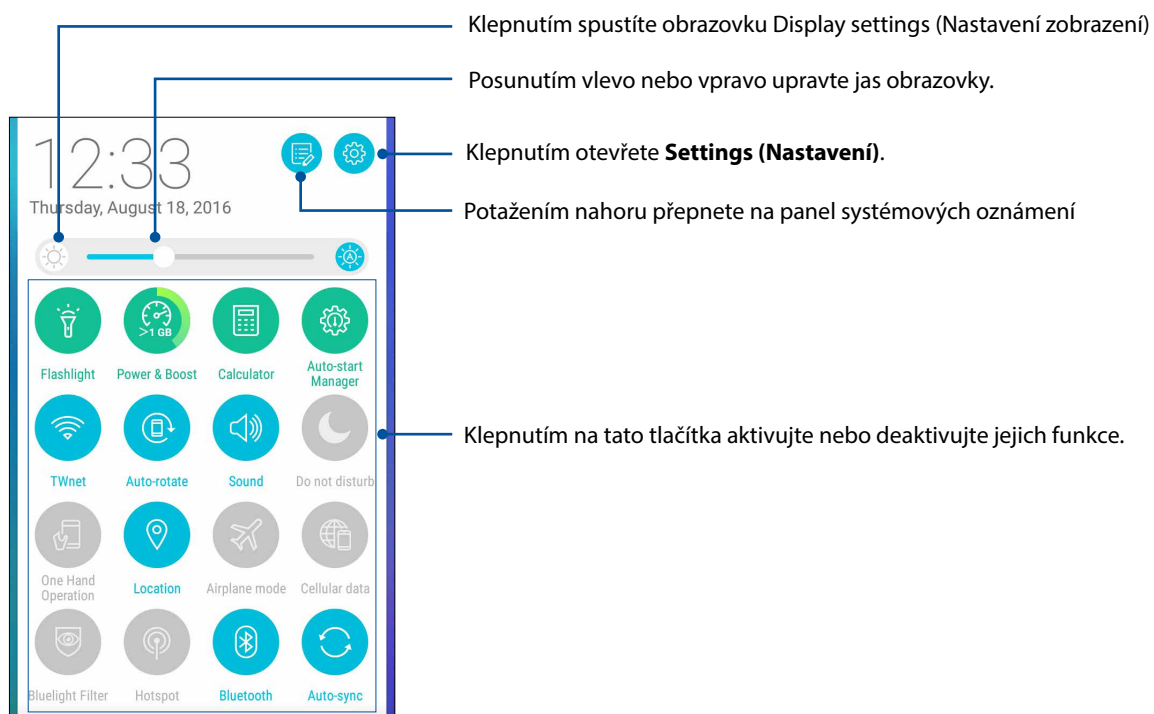 Klepnutím spustíte obrazovku Display settings (Nastavení zobrazení)
Posunutím vlevo nebo vpravo upravte jas obrazovky.
12:33
Klepnutím otevřete Settings (Nastavení).
Thursday, August 18, 2016
Potažením nahoru přepnete na panel systémových oznámení
A
>1 GB
Flashlight
Power & Boost
Calculator
Auto-start
Manager
Klepnutím na tato tlačítka aktivujte nebo deaktivujte jejich funkce.
TWnet
Auto-rotate
Sound
Do not disturb
One Hand
Operation
Location
Airplane mode
Cellular data
Bluelight Filter
Hotspot
Bluetooth
Auto-sync